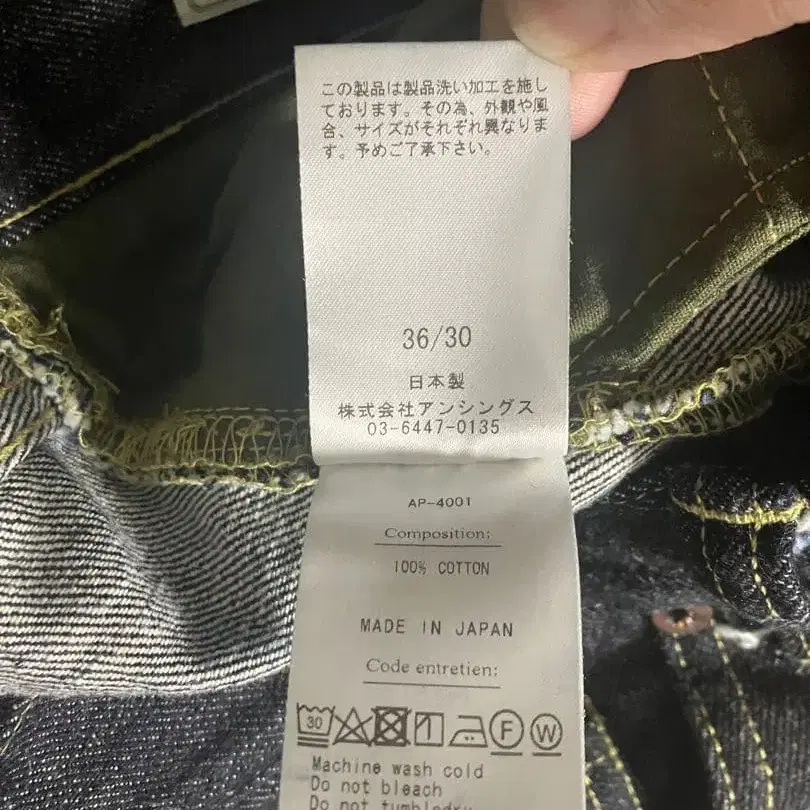 この製品は製品洗い加工を施し
ております。その為、外観や風
合、サイズがそれぞれ異なりま
す。予めご了承下さい。
36/30
日本製
株式会社アンシングス
03-6447-0135
AP-4001
Composition:
100% COTTON
MADE IN JAPAN
Code entretien:
30 F W
Machine wash cold
Do not bleach
Do not tumbledry